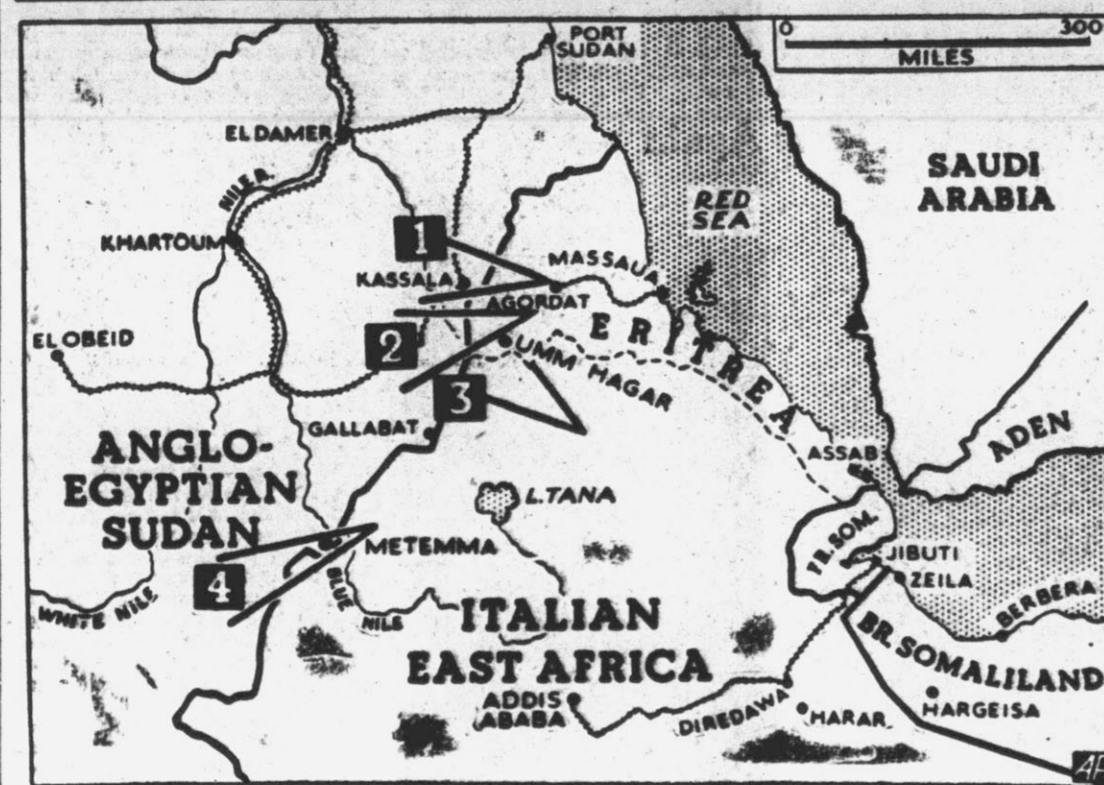 PORT
SUDAN
0 300
MILES
EL DAMER
NILE R.
SAUDI
ARABIA
RED
SEA
KHARTOUM
1
MASSAUA
KASSALA
AGORDAT
ERITREA
EL OBEID
2
UMM HAGAR
3
GALLABAT
ADEN
ANGLO-
EGYPTIAN
SUDAN
ASSAB
L. TANA
FR. SOM.
METEMMA
JIBUTI
ZEILA
4
WHITE NILE
BLUE
NILE
BERBERA
ITALIAN
EAST AFRICA
BR. SOMALILAND
ADDIS
ABABA
DIREDAWA
HARAR
HARGEISA
AP